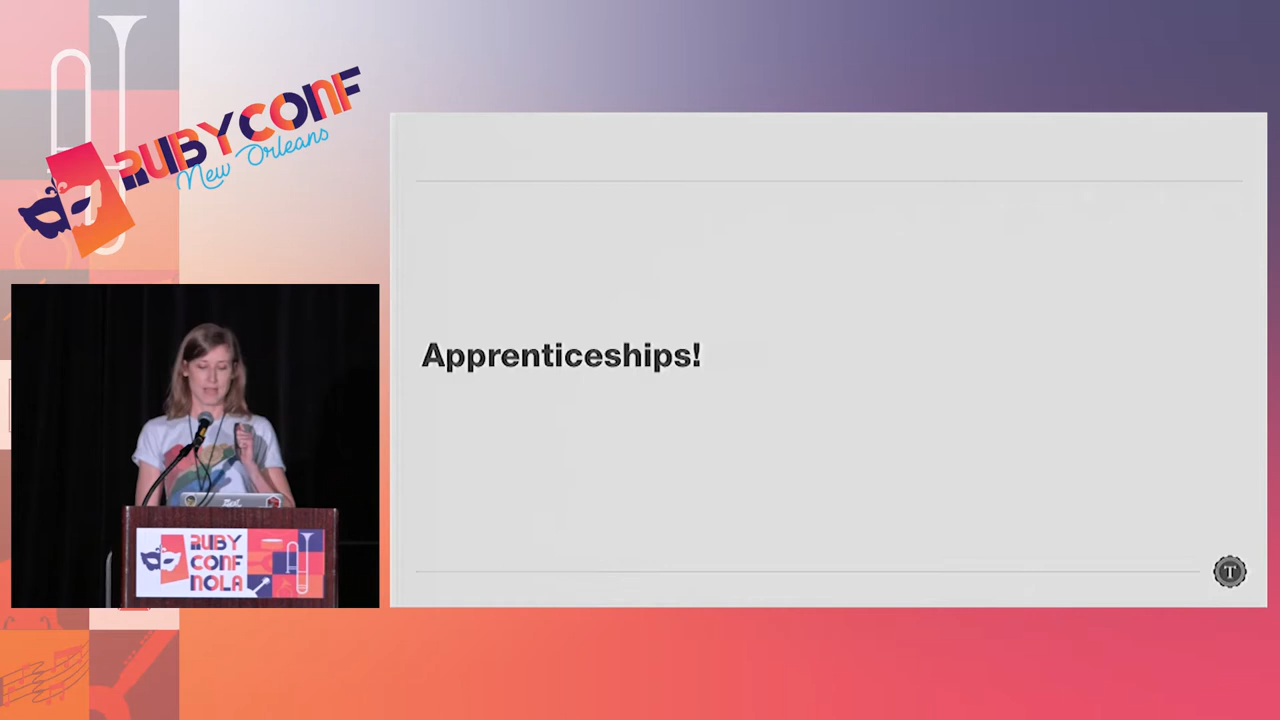 RUBYCONF
New Orleans
Apprenticeships!
T
RUBY
CONF
NOLA